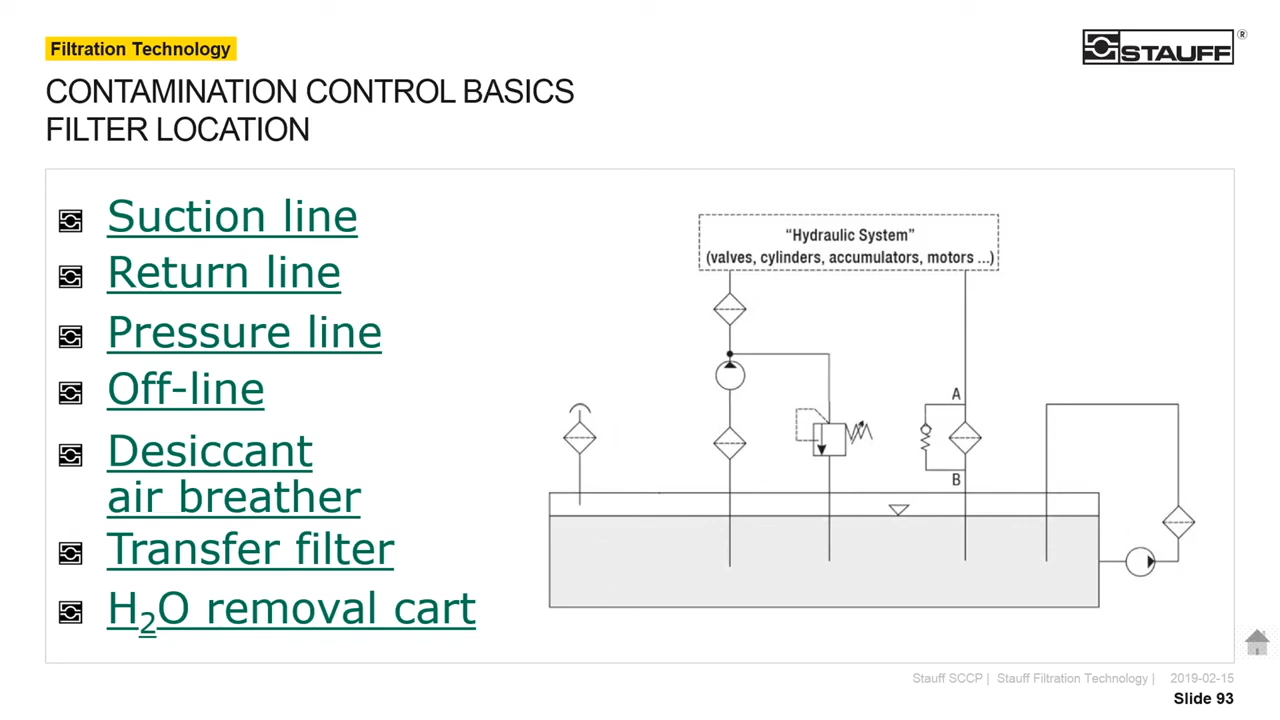 Filtration Technology
STAUFF®
CONTAMINATION CONTROL BASICS
FILTER LOCATION
Suction line
Return line
Pressure line
Off-line
Desiccant
air breather
Transfer filter
H₂O removal cart
“Hydraulic System”
(valves, cylinders, accumulators, motors ...)
A
B
Stauff SCCP | Stauff Filtration Technology | 2019-02-15
Slide 93